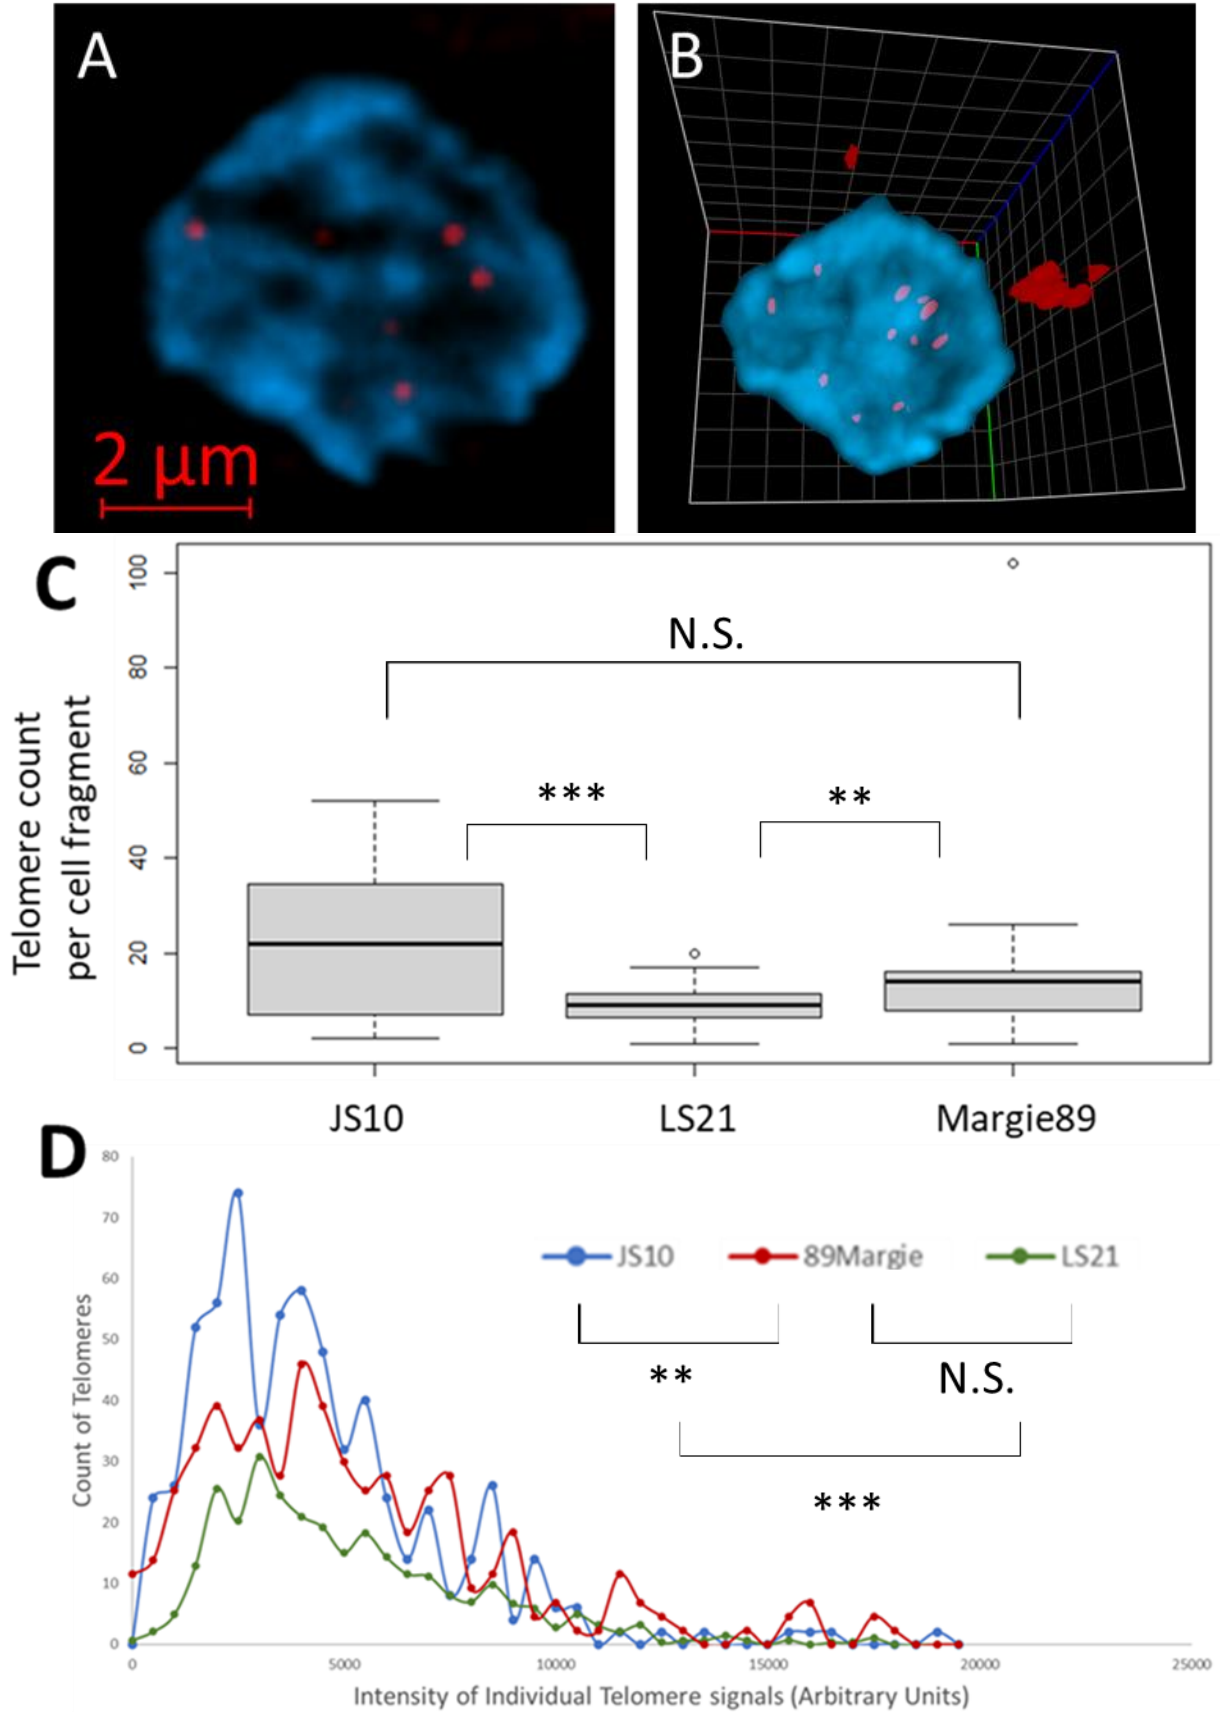 A
B
2 µm
C
Telomere count
per cell fragment
100
80
60
40
20
0
N.S.
***
**
JS10
LS21
Margie89
D
Count of Telomeres
80
70
60
50
40
30
20
10
0
JS10
89Margie
LS21
**
N.S.
***
0
5000
10000
15000
20000
25000
Intensity of Individual Telomere signals (Arbitrary Units)